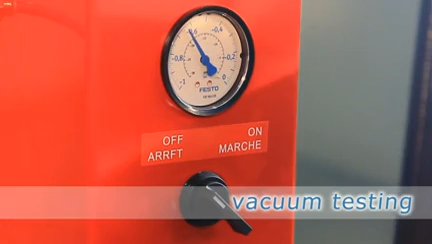 -0,6
-0,4
-0,8
-0,2
-1
0
FESTO
OFF ON
ARRFT MARCHE
vacuum testing